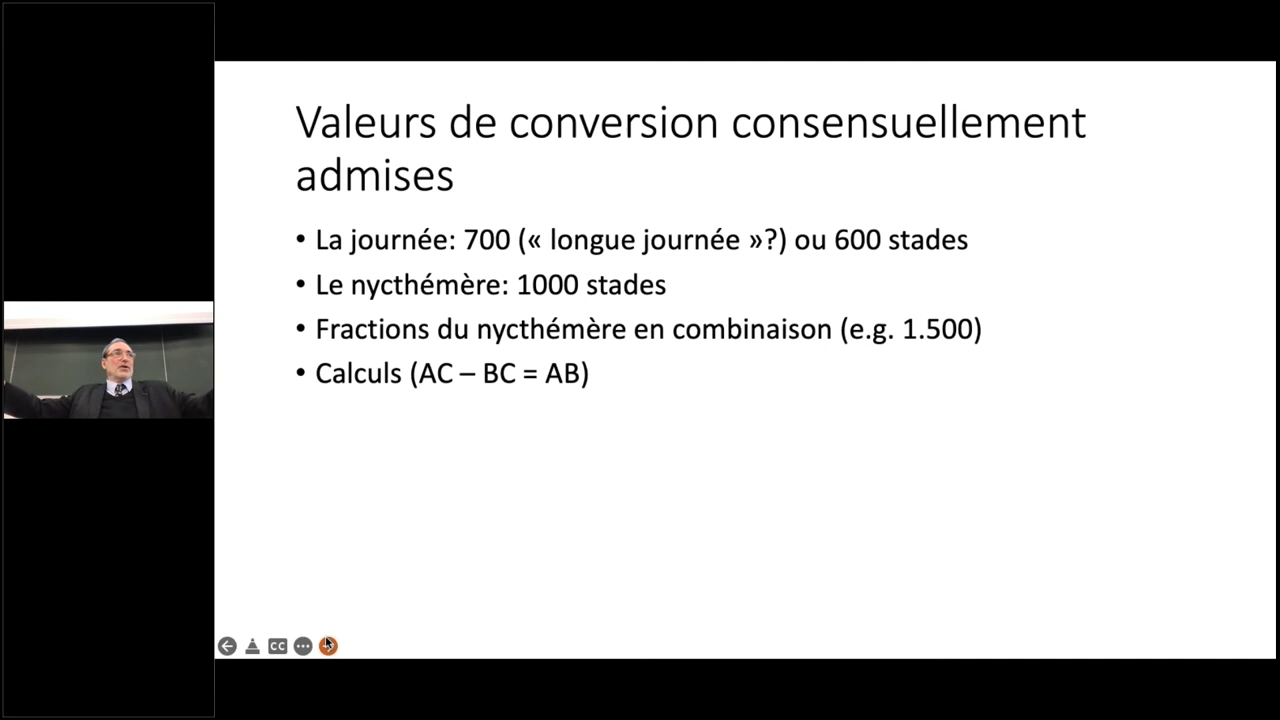 Valeurs de conversion consensuellement
admises
• La journée: 700 (« longue journée »?) ou 600 stades
• Le nycthémère: 1000 stades
• Fractions du nycthémère en combinaison (e.g. 1.500)
• Calculs (AC – BC = AB)
CC